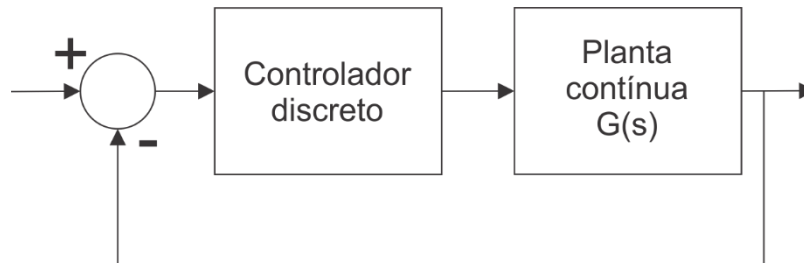 +
-
Controlador
discreto
Planta
contínua
G(s)